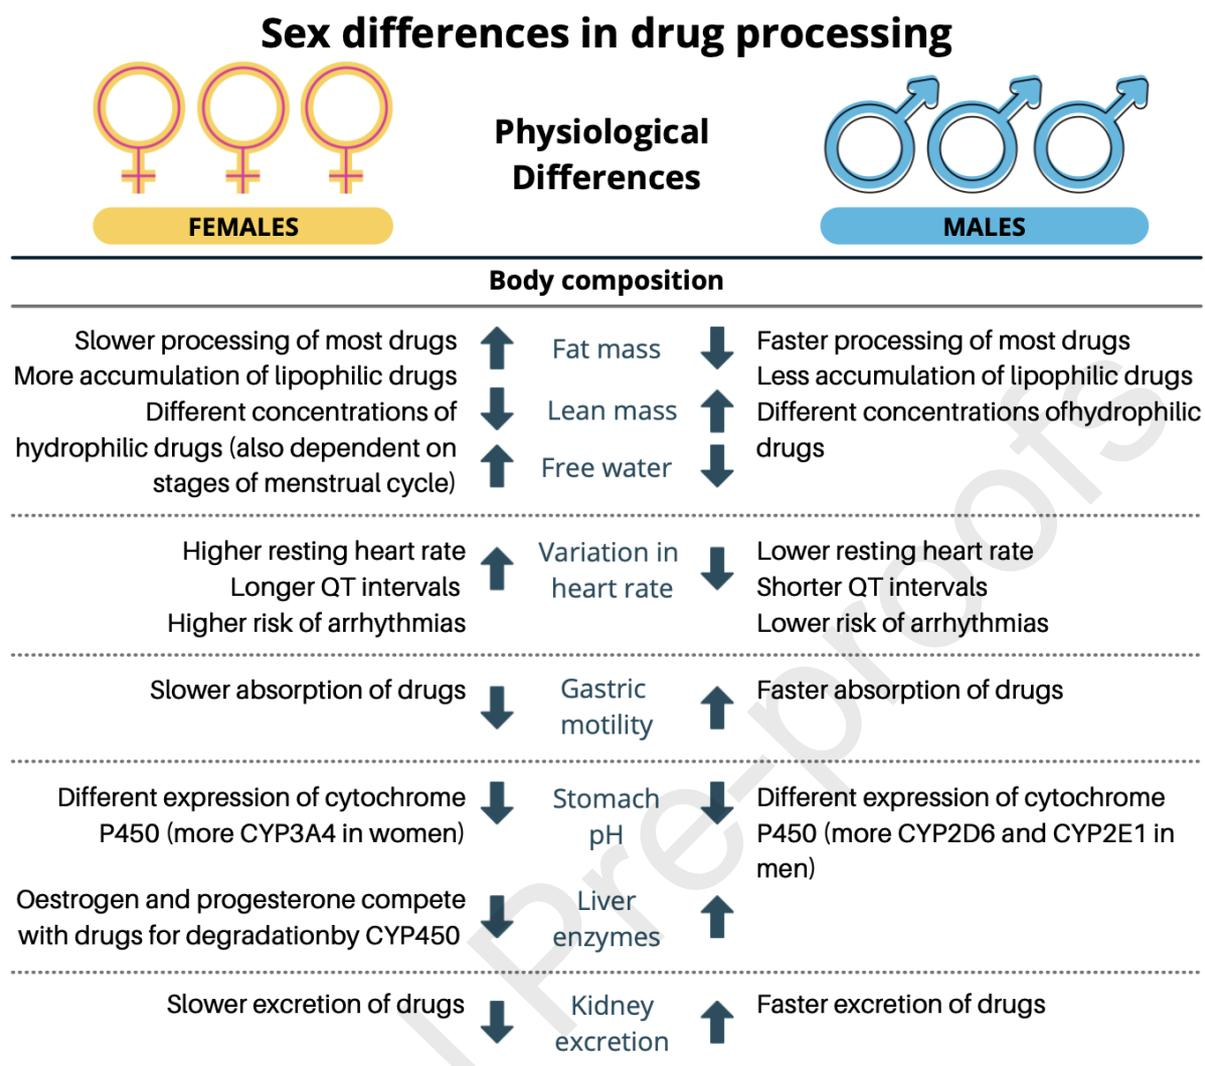 Sex differences in drug processing
Physiological
Differences
FEMALES
MALES
Body composition
Slower processing of most drugs
More accumulation of lipophilic drugs
Different concentrations of
hydrophilic drugs (also dependent on
stages of menstrual cycle)
Fat mass
Lean mass
Free water
Faster processing of most drugs
Less accumulation of lipophilic drugs
Different concentrations ofhydrophilic
drugs
Higher resting heart rate
Longer QT intervals
Higher risk of arrhythmias
Variation in
heart rate
Lower resting heart rate
Shorter QT intervals
Lower risk of arrhythmias
Slower absorption of drugs
Gastric
motility
Faster absorption of drugs
Different expression of cytochrome
P450 (more CYP3A4 in women)
Stomach
pH
Different expression of cytochrome
P450 (more CYP2D6 and CYP2E1 in
men)
Oestrogen and progesterone compete
with drugs for degradationby CYP450
Liver
enzymes
Slower excretion of drugs
Kidney
excretion
Faster excretion of drugs
Pre-proofs